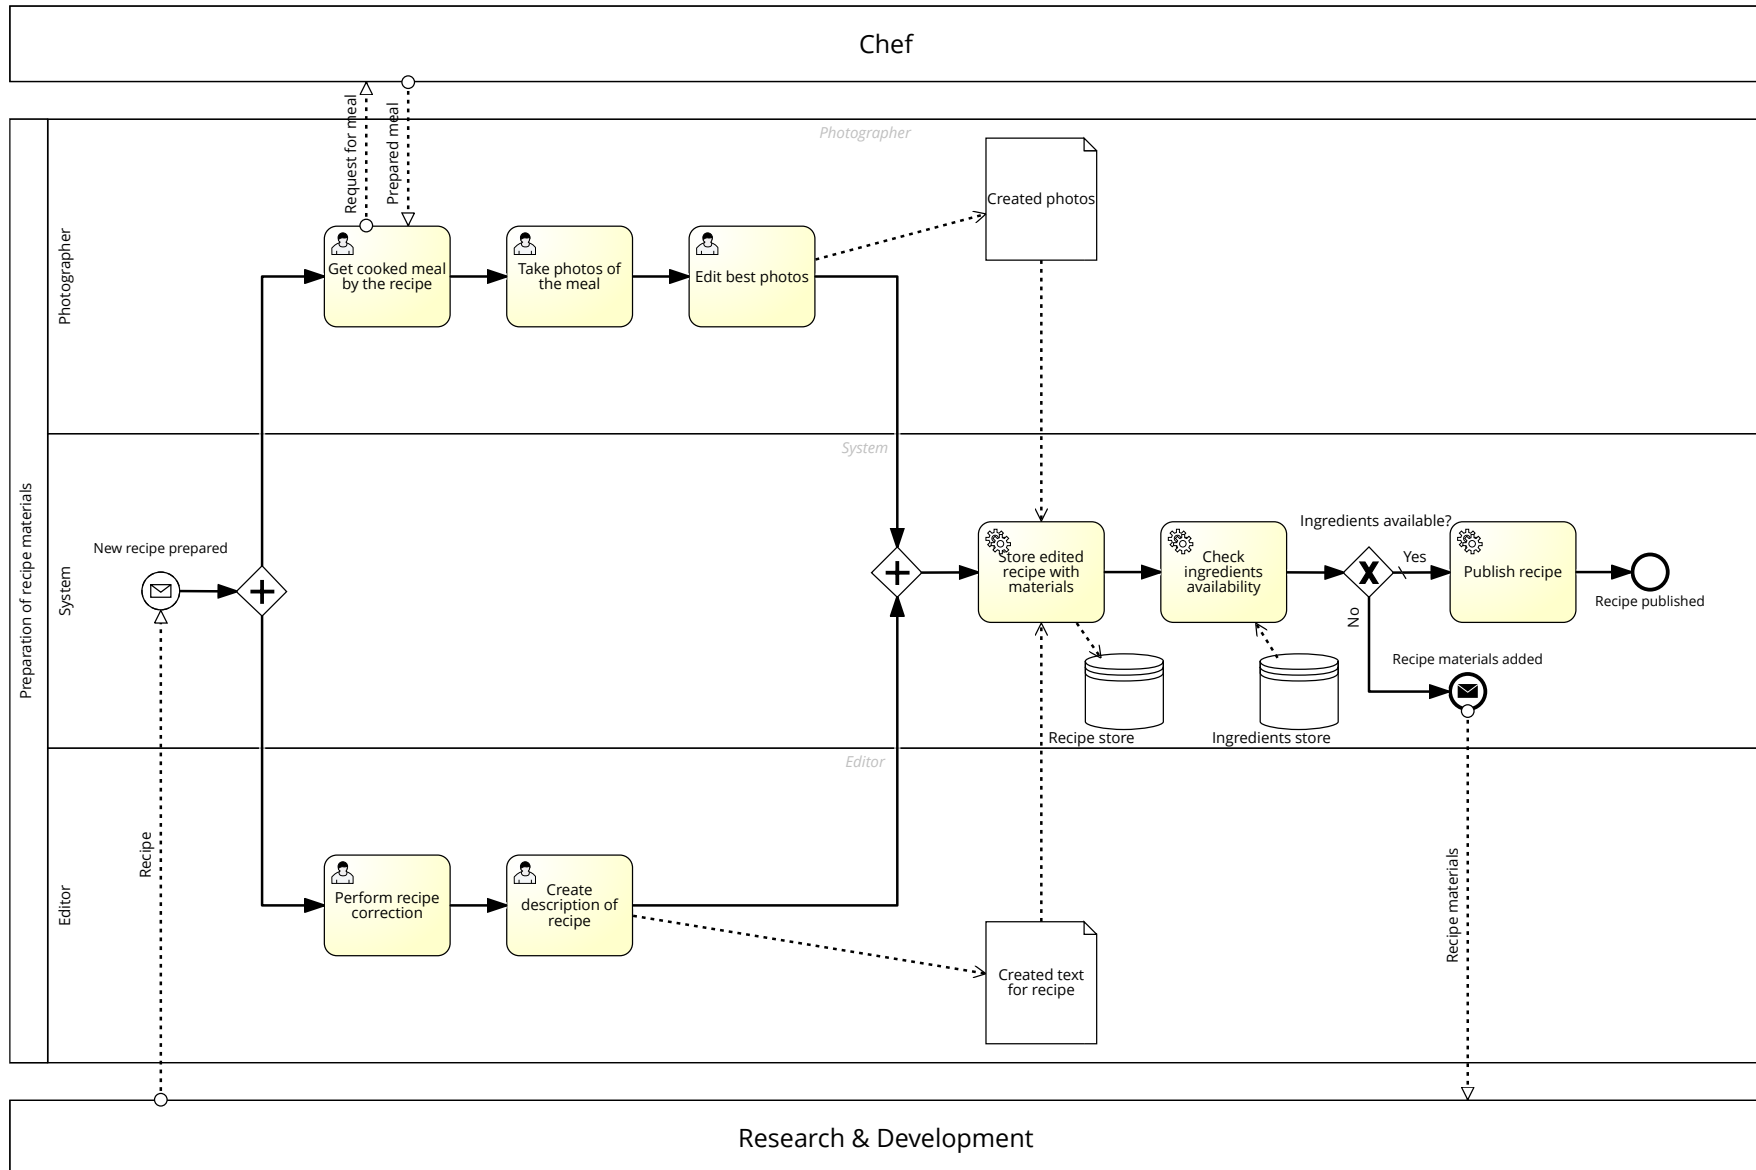 Chef
Request for meal
Prepared meal
Photographer
Photographer
Created photos
Get cooked meal
by the recipe
Take photos of
the meal
Edit best photos
Preparation of recipe materials
System
System
New recipe prepared
Store edited
recipe with
materials
Check
ingredients
availability
Ingredients available?
Yes
No
Publish recipe
Recipe published
Recipe materials added
Recipe store
Ingredients store
Editor
Editor
Recipe
Perform recipe
correction
Create
description of
recipe
Created text
for recipe
Recipe materials
Research & Development